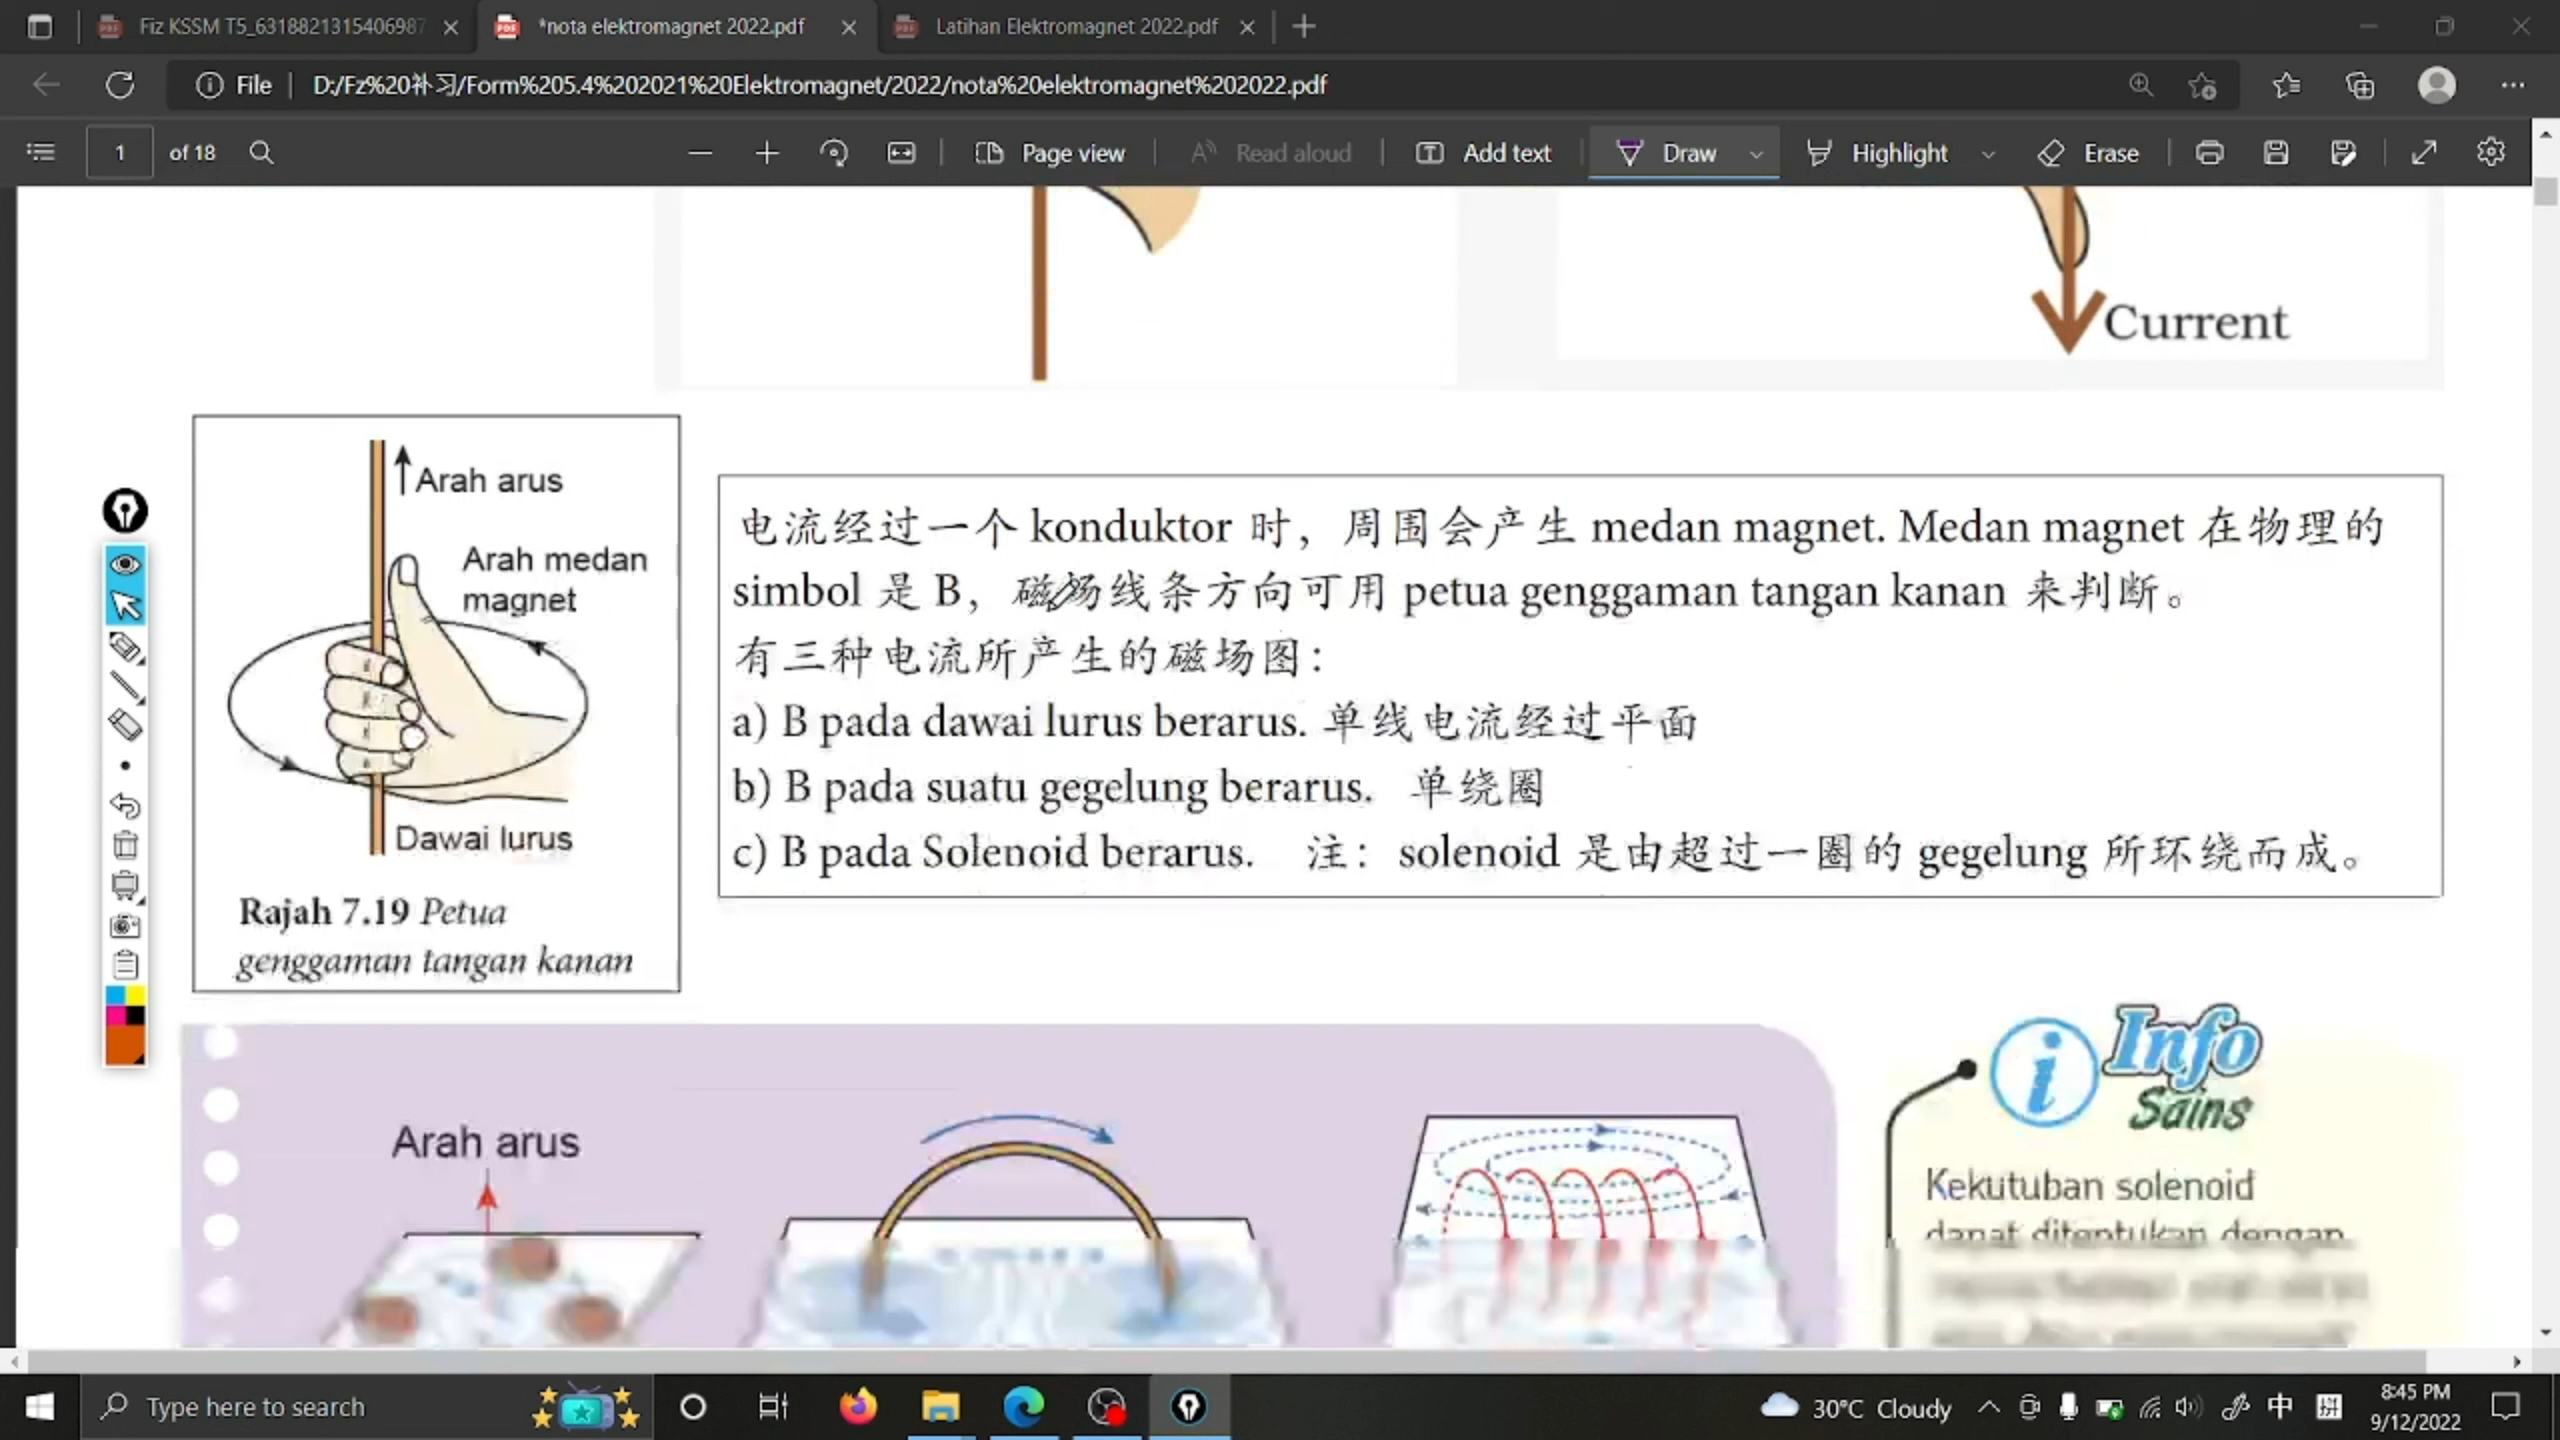 Fiz KSSM T5_6318821315406987
*nota elektromagnet 2022.pdf
Latihan Elektromagnet 2022.pdf
File
D:/Fz%20补习/Form%205.4%202021%20Elektromagnet/2022/nota%20elektromagnet%202022.pdf
1 of 18
Page view
Read aloud
Add text
Draw
Highlight
Erase
Current
Arah arus
Arah medan
magnet
Dawai lurus
Rajah 7.19 Petua
genggaman tangan kanan
电流经过一个 konduktor 时，周围会产生 medan magnet. Medan magnet 在物理的
simbol 是 B，磁场线条方向可用 petua genggaman tangan kanan 来判断。
有三种电流所产生的磁场图：
a) B pada dawai lurus berarus. 单线电流经过平面
b) B pada suatu gegelung berarus. 单绕圈
c) B pada Solenoid berarus. 注：solenoid 是由超过一圈的 gegelung 所环绕而成。
Arah arus
i Info
Sains
Kekutuban solenoid
dapat ditentukan dengan
Type here to search
30°C Cloudy
中
拼
8:45 PM
9/12/2022